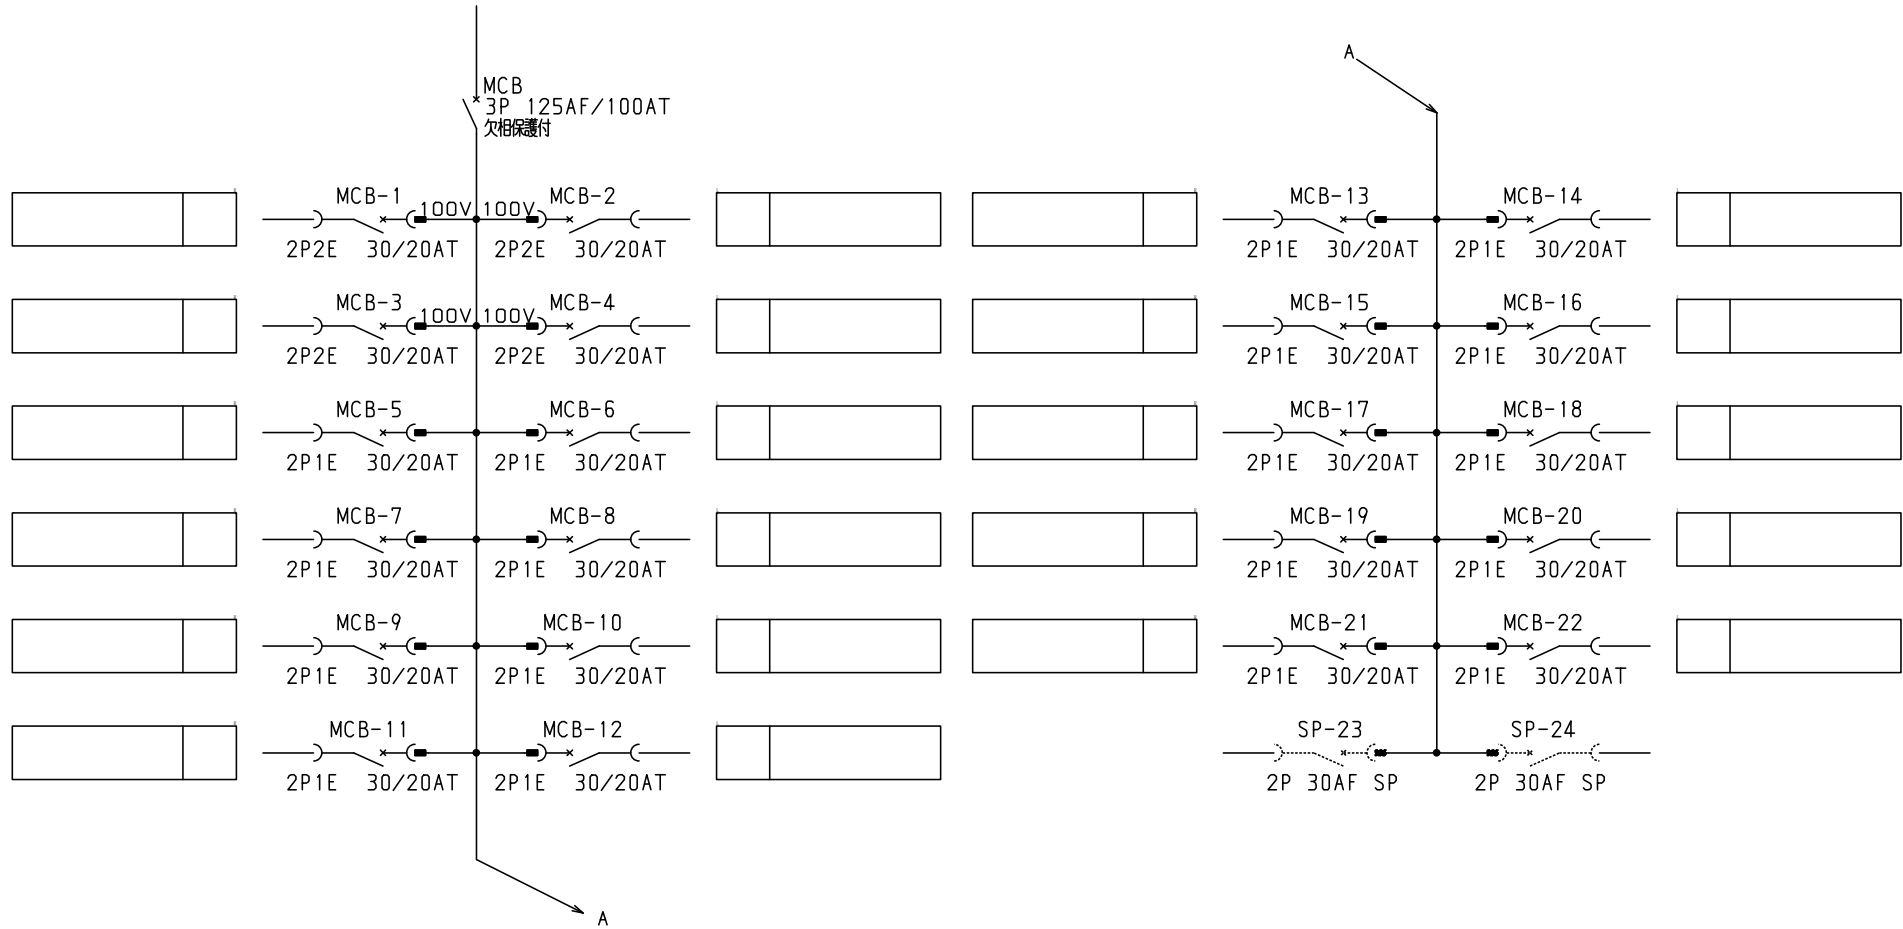 MCB
3P 125AF/100AT
欠相保護付
MCB-1 100V 100V MCB-2
2P2E 30/20AT 2P2E 30/20AT
MCB-3 100V 100V MCB-4
2P2E 30/20AT 2P2E 30/20AT
MCB-5 MCB-6
2P1E 30/20AT 2P1E 30/20AT
MCB-7 MCB-8
2P1E 30/20AT 2P1E 30/20AT
MCB-9 MCB-10
2P1E 30/20AT 2P1E 30/20AT
MCB-11 MCB-12
2P1E 30/20AT 2P1E 30/20AT
A
A
MCB-13 MCB-14
2P1E 30/20AT 2P1E 30/20AT
MCB-15 MCB-16
2P1E 30/20AT 2P1E 30/20AT
MCB-17 MCB-18
2P1E 30/20AT 2P1E 30/20AT
MCB-19 MCB-20
2P1E 30/20AT 2P1E 30/20AT
MCB-21 MCB-22
2P1E 30/20AT 2P1E 30/20AT
SP-23 SP-24
2P 30AF SP 2P 30AF SP